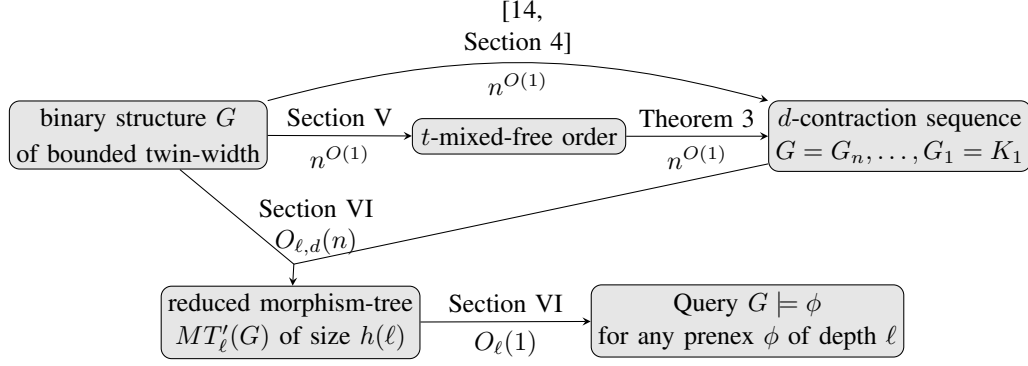 [14,
Section 4]
n^{O(1)}
binary structure G
of bounded twin-width
Section V
n^{O(1)}
t-mixed-free order
Theorem 3
n^{O(1)}
d-contraction sequence
G = G_n, . . . , G_1 = K_1
Section VI
O_{ℓ,d}(n)
reduced morphism-tree
MT'_ℓ(G) of size h(ℓ)
Section VI
O_ℓ(1)
Query G ⊨ ϕ
for any prenex ϕ of depth ℓ